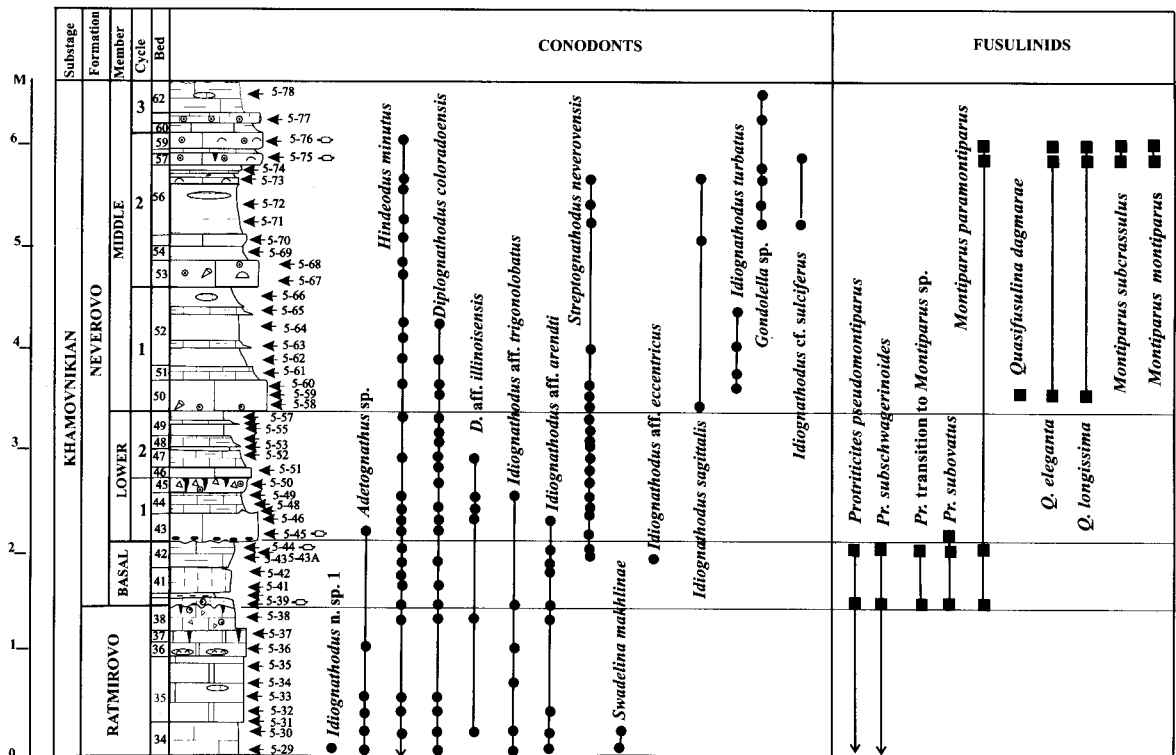 Substage
Formation
Member
Cycle
Bed
CONODONTS
FUSULINIDS
M
6
5
4
3
2
1
0
KHAMOVNIKIAN
NEVEROVO
RATMIROVO
MIDDLE
LOWER
BASAL
3
2
1
2
1
62
60
59
57
56
54
53
52
51
50
49
48
47
46
45
44
43
42
41
38
37
36
35
34
5-78
5-77
5-76
5-75
5-74
5-73
5-72
5-71
5-70
5-69
5-68
5-67
5-66
5-65
5-64
5-63
5-62
5-61
5-60
5-59
5-58
5-57
5-55
5-53
5-52
5-51
5-50
5-49
5-48
5-46
5-45
5-44
5-43 5-43A
5-42
5-41
5-39
5-38
5-37
5-36
5-35
5-34
5-33
5-32
5-31
5-30
5-29
Idiognathodus n. sp. 1
Adetognathus sp.
Hindeodus minutus
Diplognathodus coloradoensis
D. aff. illinoisensis
Idiognathodus aff. trigonolobatus
Idiognathodus aff. arendti
Streptognathodus neverovensis
Swadelina makhlinae
Idiognathodus aff. eccentricus
Idiognathodus sagittalis
Idiognathodus turbatus
Gondolella sp.
Idiognathodus cf. sulciferus
Protriticites pseudomontiparus
Pr. subschwagerinoides
Pr. transition to Montiparus sp.
Pr. subovatus
Montiparus paramontiparus
Quasifusulina dagmarae
Q. eleganta
Q. longissima
Montiparus subcrassulus
Montiparus montiparus